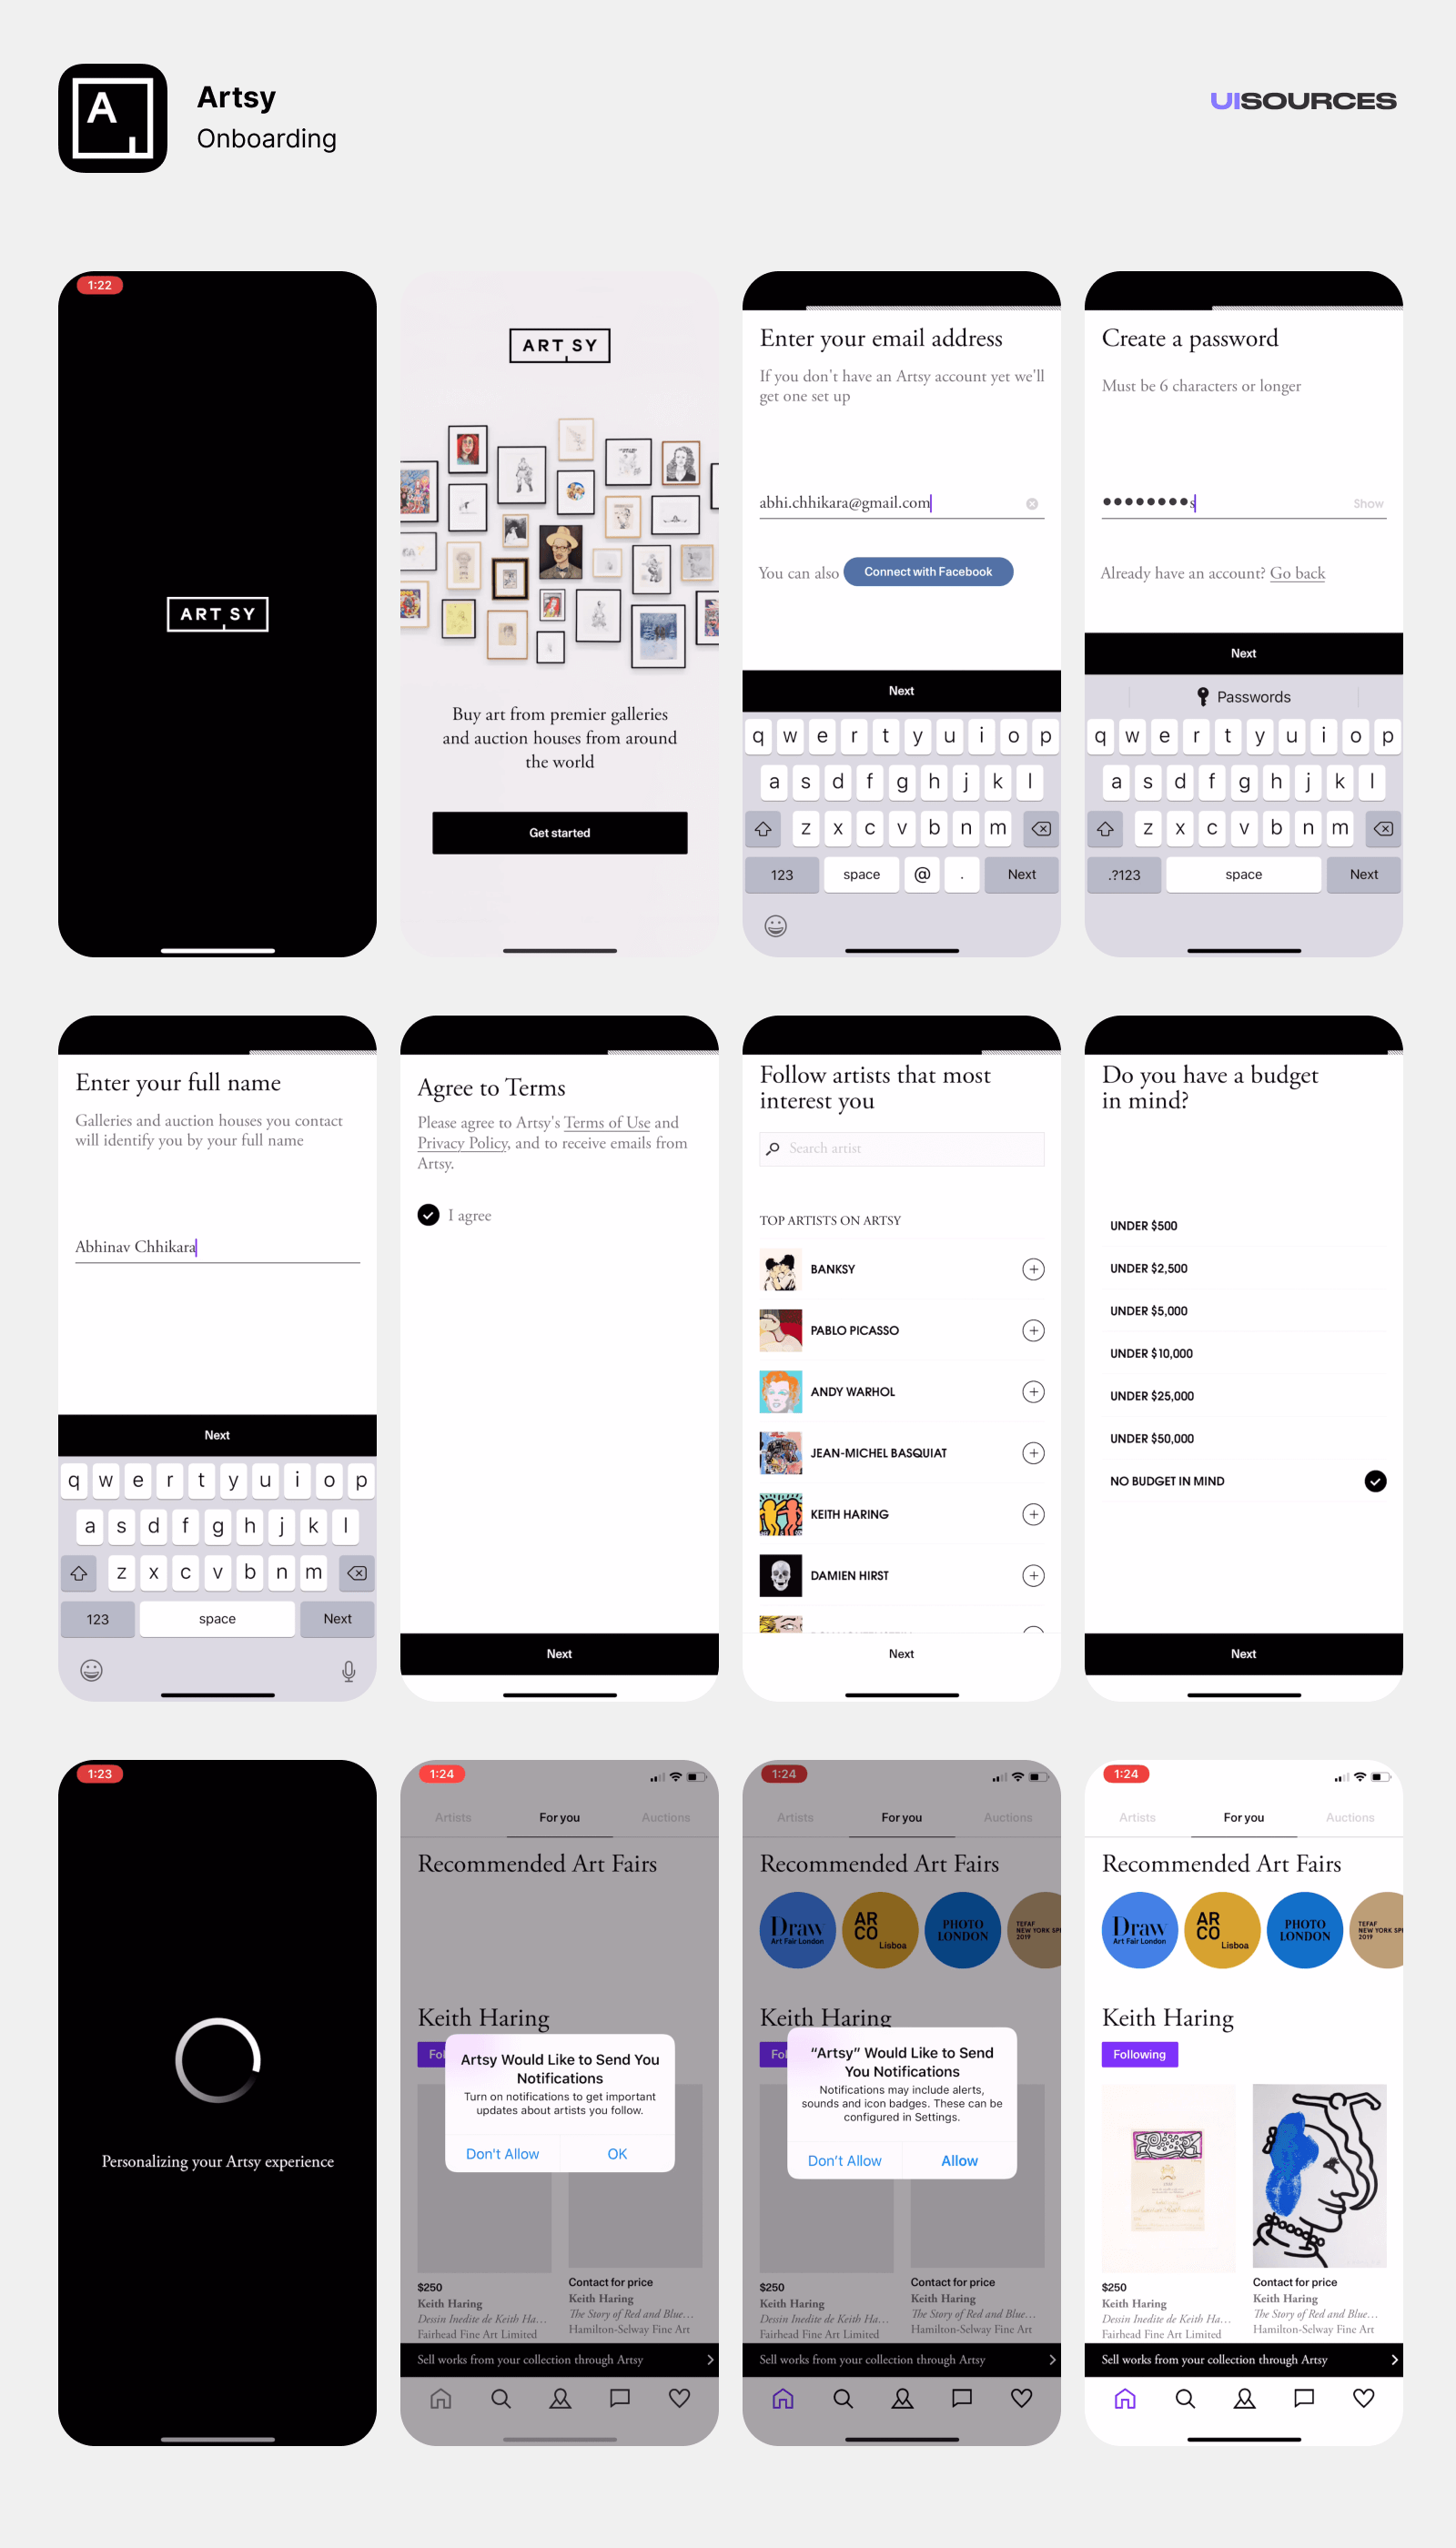 A
Artsy
Onboarding
UISOURCES
1:22
ARTSY
ARTSY
Buy art from premier galleries
and auction houses from around
the world
Get started
Enter your email address
If you don't have an Artsy account yet we'll
get one set up
abhi.chhikara@gmail.com
You can also Connect with Facebook
Next
q w e r t y u i o p
a s d f g h j k l
z x c v b n m
123 space @ . Next
Create a password
Must be 6 characters or longer
••••••••s Show
Already have an account? Go back
Next
Passwords
q w e r t y u i o p
a s d f g h j k l
z x c v b n m
.?123 space Next
Enter your full name
Galleries and auction houses you contact
will identify you by your full name
Abhinav Chhikara
Next
q w e r t y u i o p
a s d f g h j k l
z x c v b n m
123 space Next
Agree to Terms
Please agree to Artsy's Terms of Use and
Privacy Policy, and to receive emails from
Artsy.
I agree
Next
Follow artists that most
interest you
Search artist
TOP ARTISTS ON ARTSY
BANKSY
PABLO PICASSO
ANDY WARHOL
JEAN-MICHEL BASQUIAT
KEITH HARING
DAMIEN HIRST
Next
Do you have a budget
in mind?
UNDER $500
UNDER $2,500
UNDER $5,000
UNDER $10,000
UNDER $25,000
UNDER $50,000
NO BUDGET IN MIND
Next
1:23
Personalizing your Artsy experience
1:24
Artists For you Auctions
Recommended Art Fairs
Keith Haring
Fol
Artsy Would Like to Send You
Notifications
Turn on notifications to get important
updates about artists you follow.
Don't Allow OK
$250
Keith Haring
Dessin Inedite de Keith Ha...
Fairhead Fine Art Limited
Contact for price
Keith Haring
The Story of Red and Blue...
Hamilton-Selway Fine Art
Sell works from your collection through Artsy
1:24
Artists For you Auctions
Recommended Art Fairs
Draw
Art Fair London
AR
CO
Lisboa
PHOTO
LONDON
TEFAF
NEW YORK SP
2019
Keith Haring
Fol
“Artsy” Would Like to Send
You Notifications
Notifications may include alerts,
sounds and icon badges. These can be
configured in Settings.
Don’t Allow Allow
$250
Keith Haring
Dessin Inedite de Keith Ha...
Fairhead Fine Art Limited
Contact for price
Keith Haring
The Story of Red and Blue...
Hamilton-Selway Fine Art
Sell works from your collection through Artsy
1:24
Artists For you Auctions
Recommended Art Fairs
Draw
Art Fair London
AR
CO
Lisboa
PHOTO
LONDON
TEFAF
NEW YORK SP
2019
Keith Haring
Following
$250
Keith Haring
Dessin Inedite de Keith Ha...
Fairhead Fine Art Limited
Contact for price
Keith Haring
The Story of Red and Blue...
Hamilton-Selway Fine Art
Sell works from your collection through Artsy